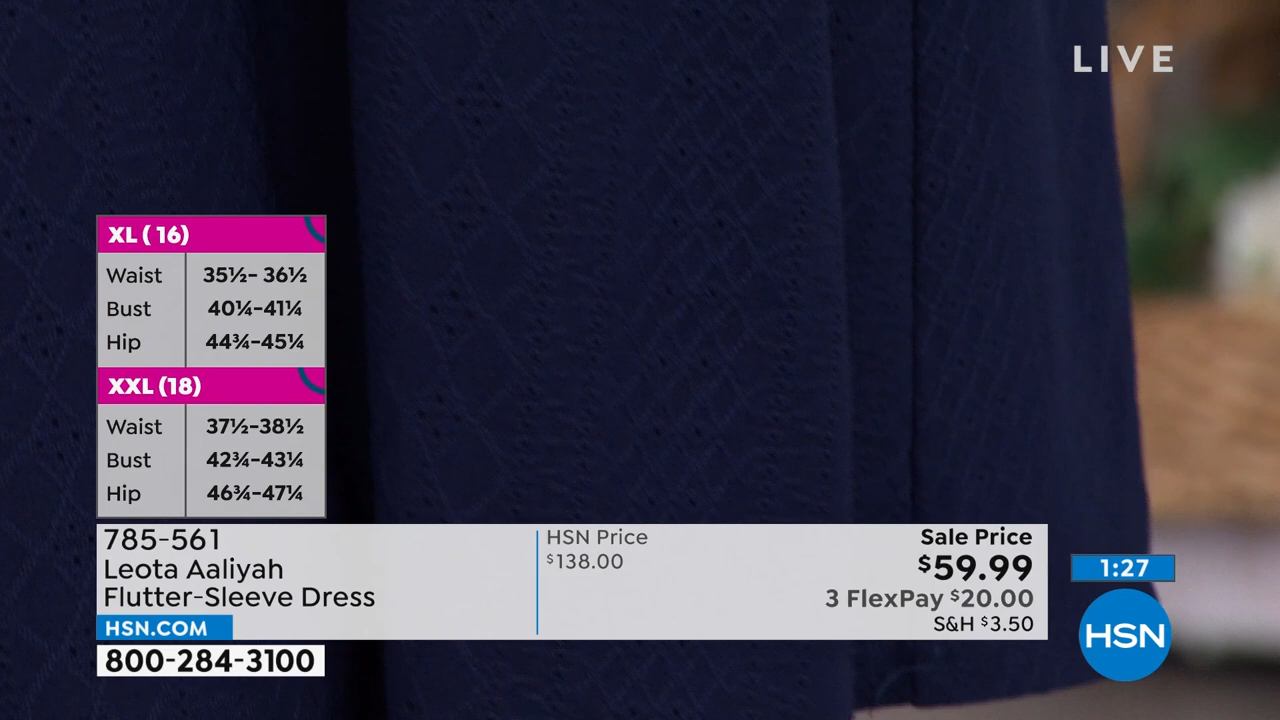 LIVE
XL ( 16)
Waist 35½- 36½
Bust 40¼-41¼
Hip 44¾-45¼
XXL (18)
Waist 37½-38½
Bust 42¾-43¼
Hip 46¾-47¼
785-561
Leota Aaliyah
Flutter-Sleeve Dress
HSN.COM
800-284-3100
HSN Price
$138.00
Sale Price
$59.99
3 FlexPay $20.00
S&H $3.50
1:27
HSN